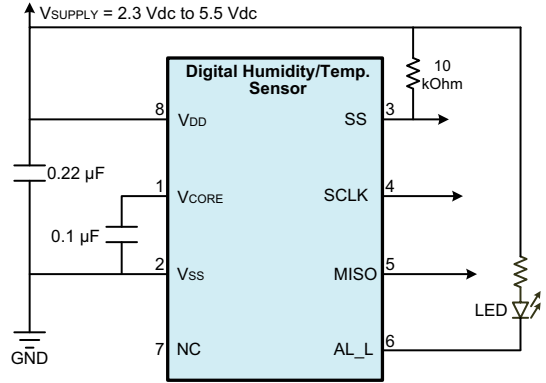 VSUPPLY = 2.3 Vdc to 5.5 Vdc
Digital Humidity/Temp.
Sensor
10
kOhm
8
VDD
SS
3
0.22 µF
1
VCORE
SCLK
4
0.1 µF
2
VSS
MISO
5
LED
GND
7
NC
AL_L
6